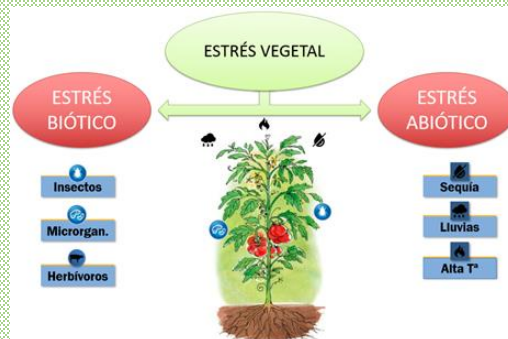 ESTRÉS VEGETAL
ESTRÉS
BIÓTICO
ESTRÉS
ABIÓTICO
Insectos
Microrgan.
Herbívoros
Sequía
Lluvias
Alta Tª